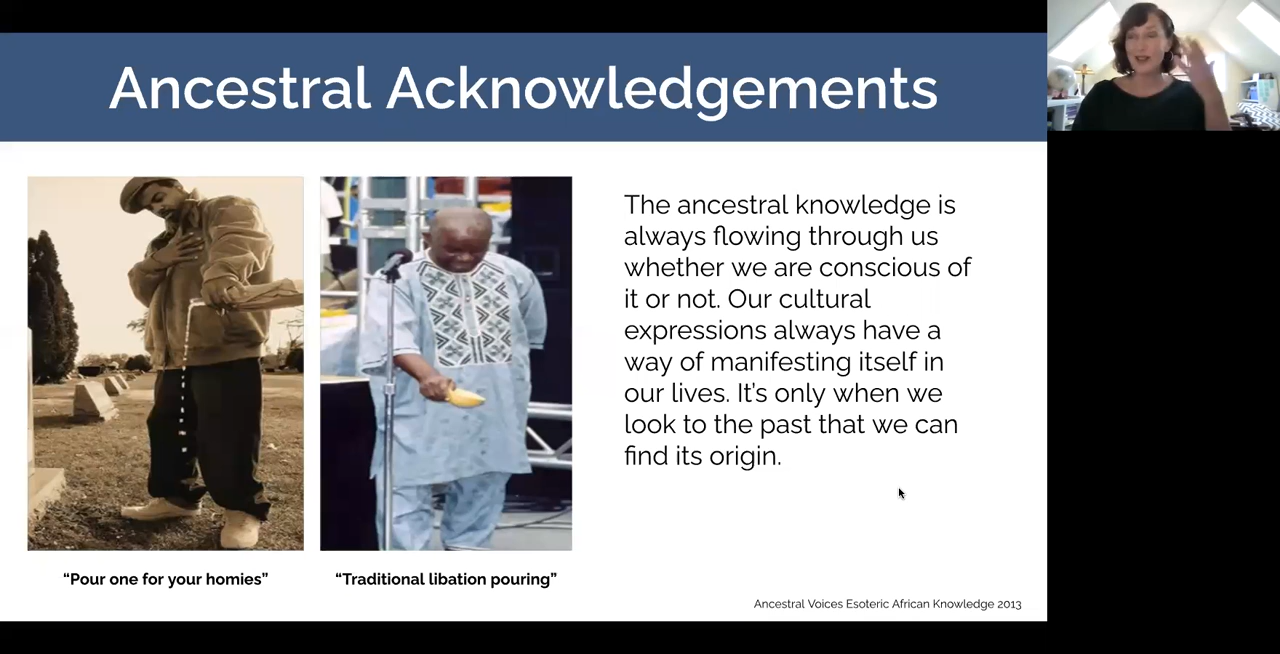 Ancestral Acknowledgements
The ancestral knowledge is
always flowing through us
whether we are conscious of
it or not. Our cultural
expressions always have a
way of manifesting itself in
our lives. It’s only when we
look to the past that we can
find its origin.
“Pour one for your homies”
“Traditional libation pouring”
Ancestral Voices Esoteric African Knowledge 2013